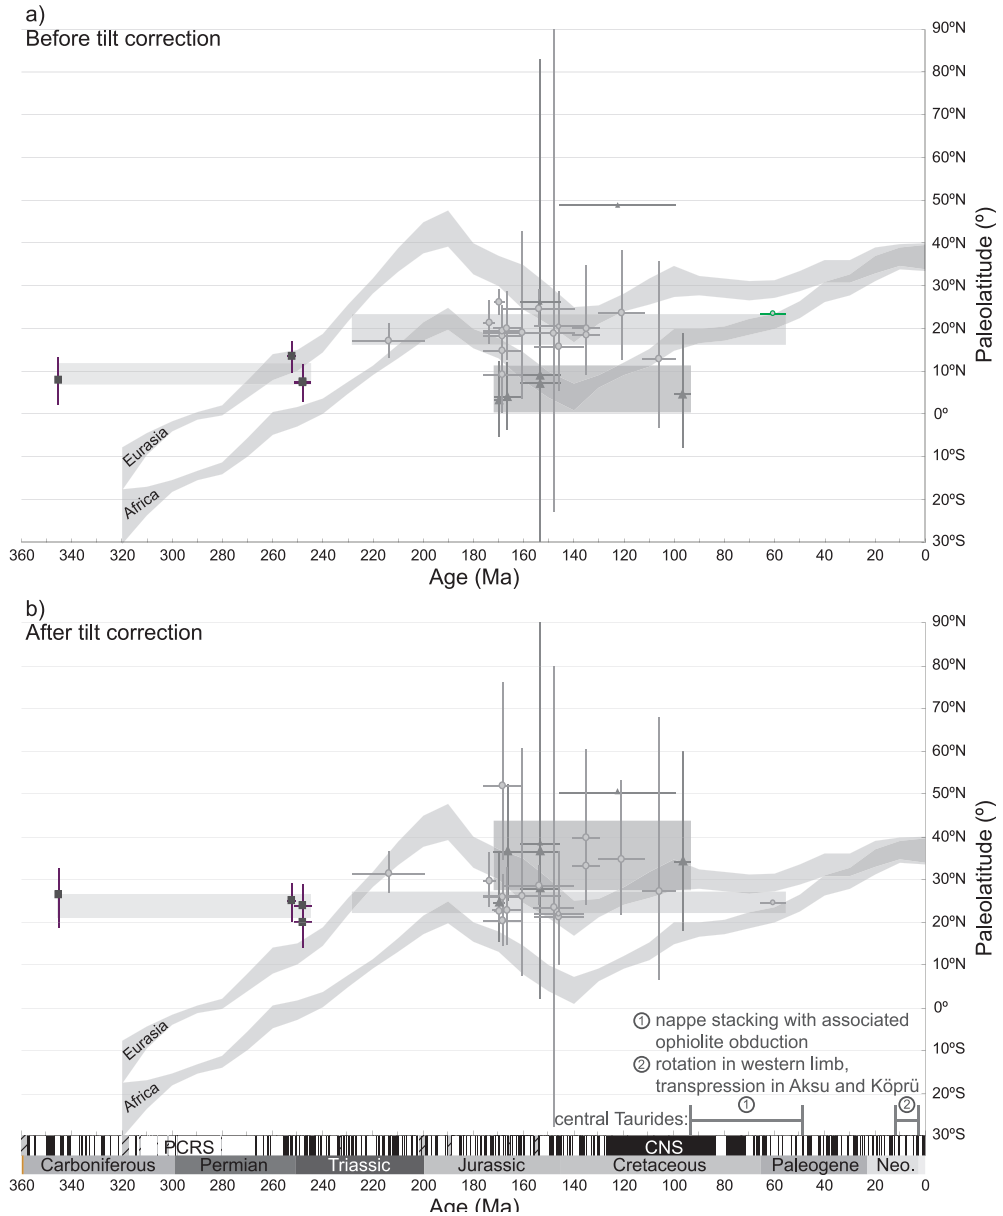 a)
Before tilt correction
90ºN
80ºN
70ºN
60ºN
50ºN
40ºN
30ºN
20ºN
10ºN
0º
10ºS
20ºS
30ºS
Paleolatitude (º)
Eurasia
Africa
360 340 320 300 280 260 240 220 200 180 160 140 120 100 80 60 40 20 0
Age (Ma)
b)
After tilt correction
90ºN
80ºN
70ºN
60ºN
50ºN
40ºN
30ºN
20ºN
10ºN
0º
10ºS
20ºS
30ºS
Paleolatitude (º)
Eurasia
Africa
1 nappe stacking with associated
ophiolite obduction
2 rotation in western limb,
transpression in Aksu and Köprü
central Taurides: 1 2
PCRS CNS
Carboniferous Permian Triassic Jurassic Cretaceous Paleogene Neo.
360 340 320 300 280 260 240 220 200 180 160 140 120 100 80 60 40 20 0
Age (Ma)